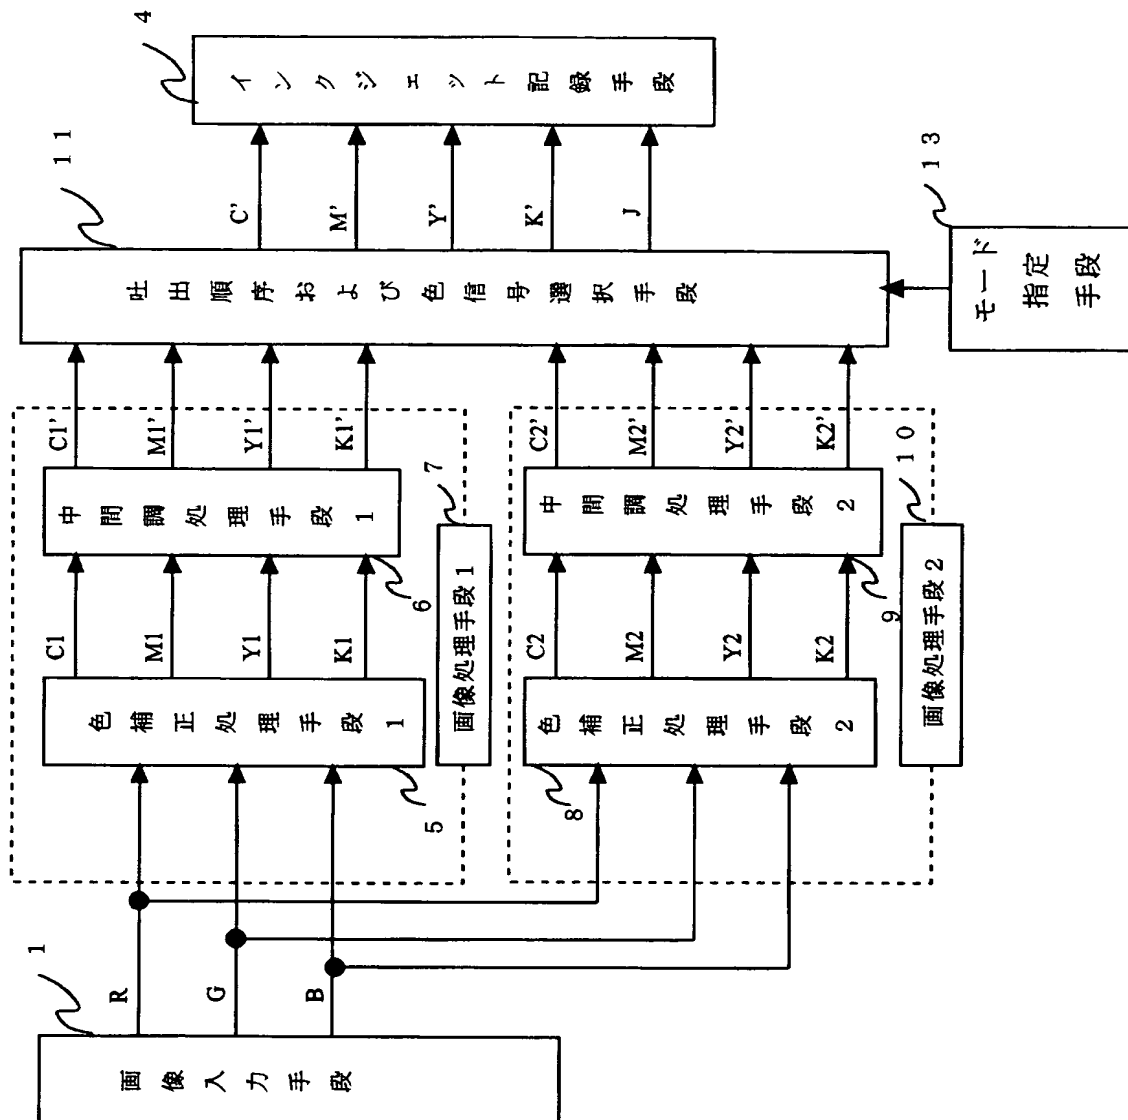 1
画像入力手段
R
G
B
5
色補正処理手段1
C1
M1
Y1
K1
6
中間調処理手段1
C1'
M1'
Y1'
K1'
7
画像処理手段1
8
色補正処理手段2
C2
M2
Y2
K2
9
中間調処理手段2
C2'
M2'
Y2'
K2'
10
画像処理手段2
11
吐出順序および色信号選択手段
13
モード
指定
手段
C'
M'
Y'
K'
J
4
インクジェット記録手段